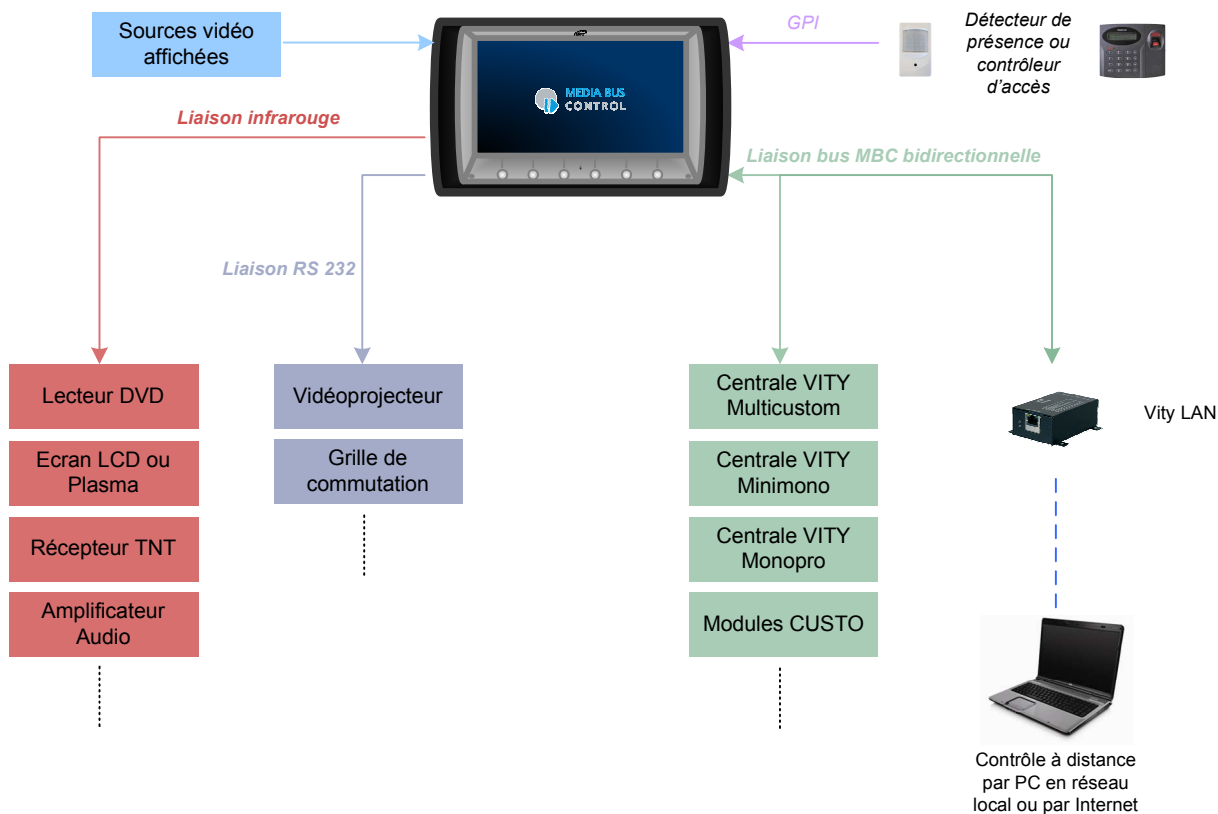 Sources vidéo
affichées
GPI
Détecteur de
présence ou
contrôleur
d'accès
MEDIA BUS
CONTROL
Liaison infrarouge
Liaison bus MBC bidirectionnelle
Liaison RS 232
Lecteur DVD
Ecran LCD ou
Plasma
Récepteur TNT
Amplificateur
Audio
Vidéoprojecteur
Grille de
commutation
Centrale VITY
Multicustom
Centrale VITY
Minimono
Centrale VITY
Monopro
Modules CUSTO
Vity LAN
Contrôle à distance
par PC en réseau
local ou par Internet